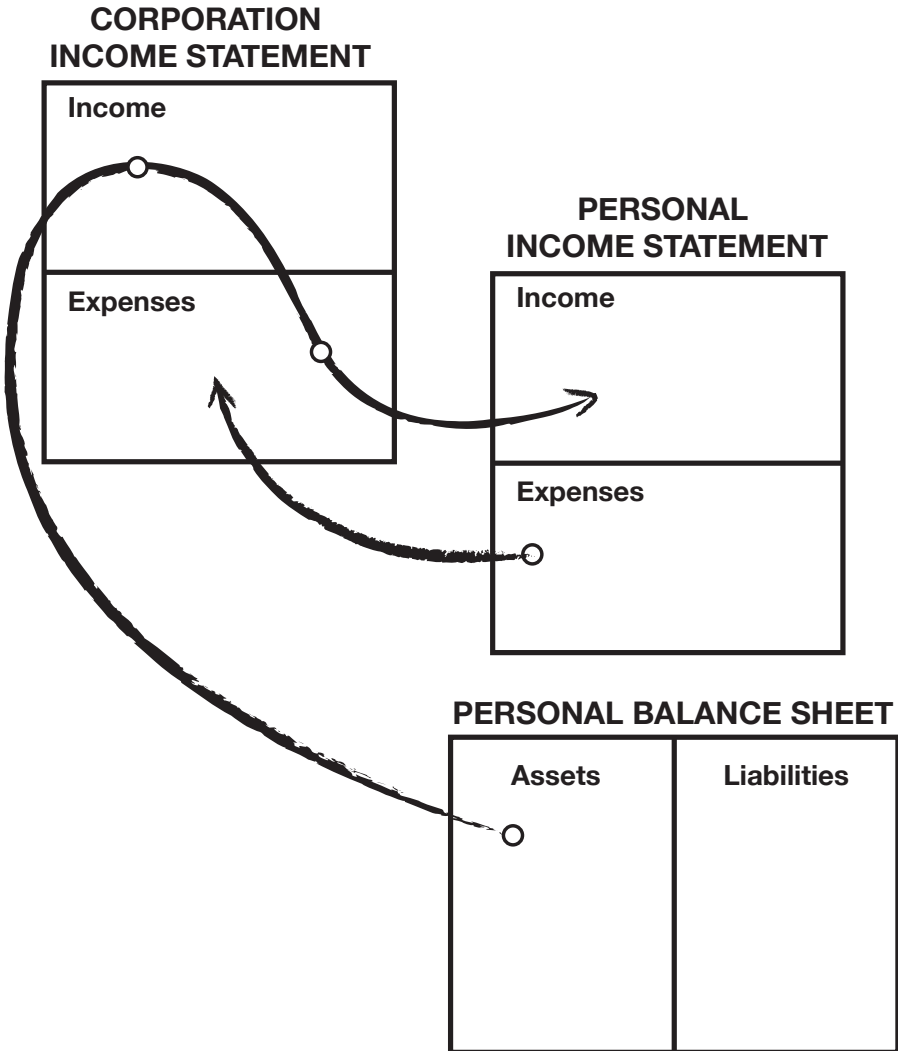 CORPORATION
INCOME STATEMENT
Income
Expenses
PERSONAL
INCOME STATEMENT
Income
Expenses
PERSONAL BALANCE SHEET
Assets
Liabilities